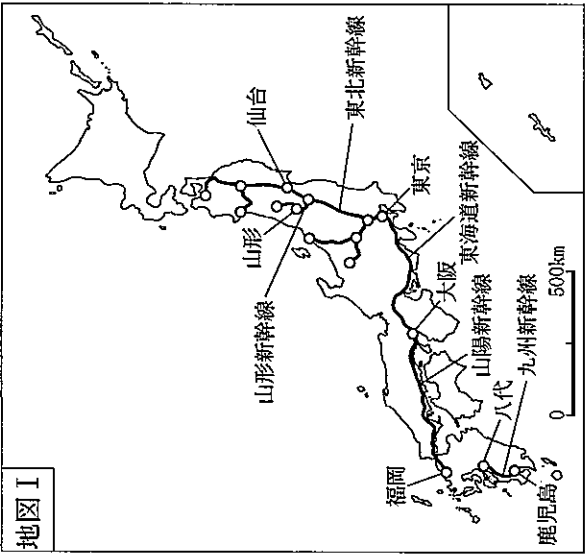 地図Ⅰ
仙台
東北新幹線
山形
山形新幹線
東京
東海道新幹線
大阪
山陽新幹線
九州新幹線
八代
福岡
鹿児島
0 500km